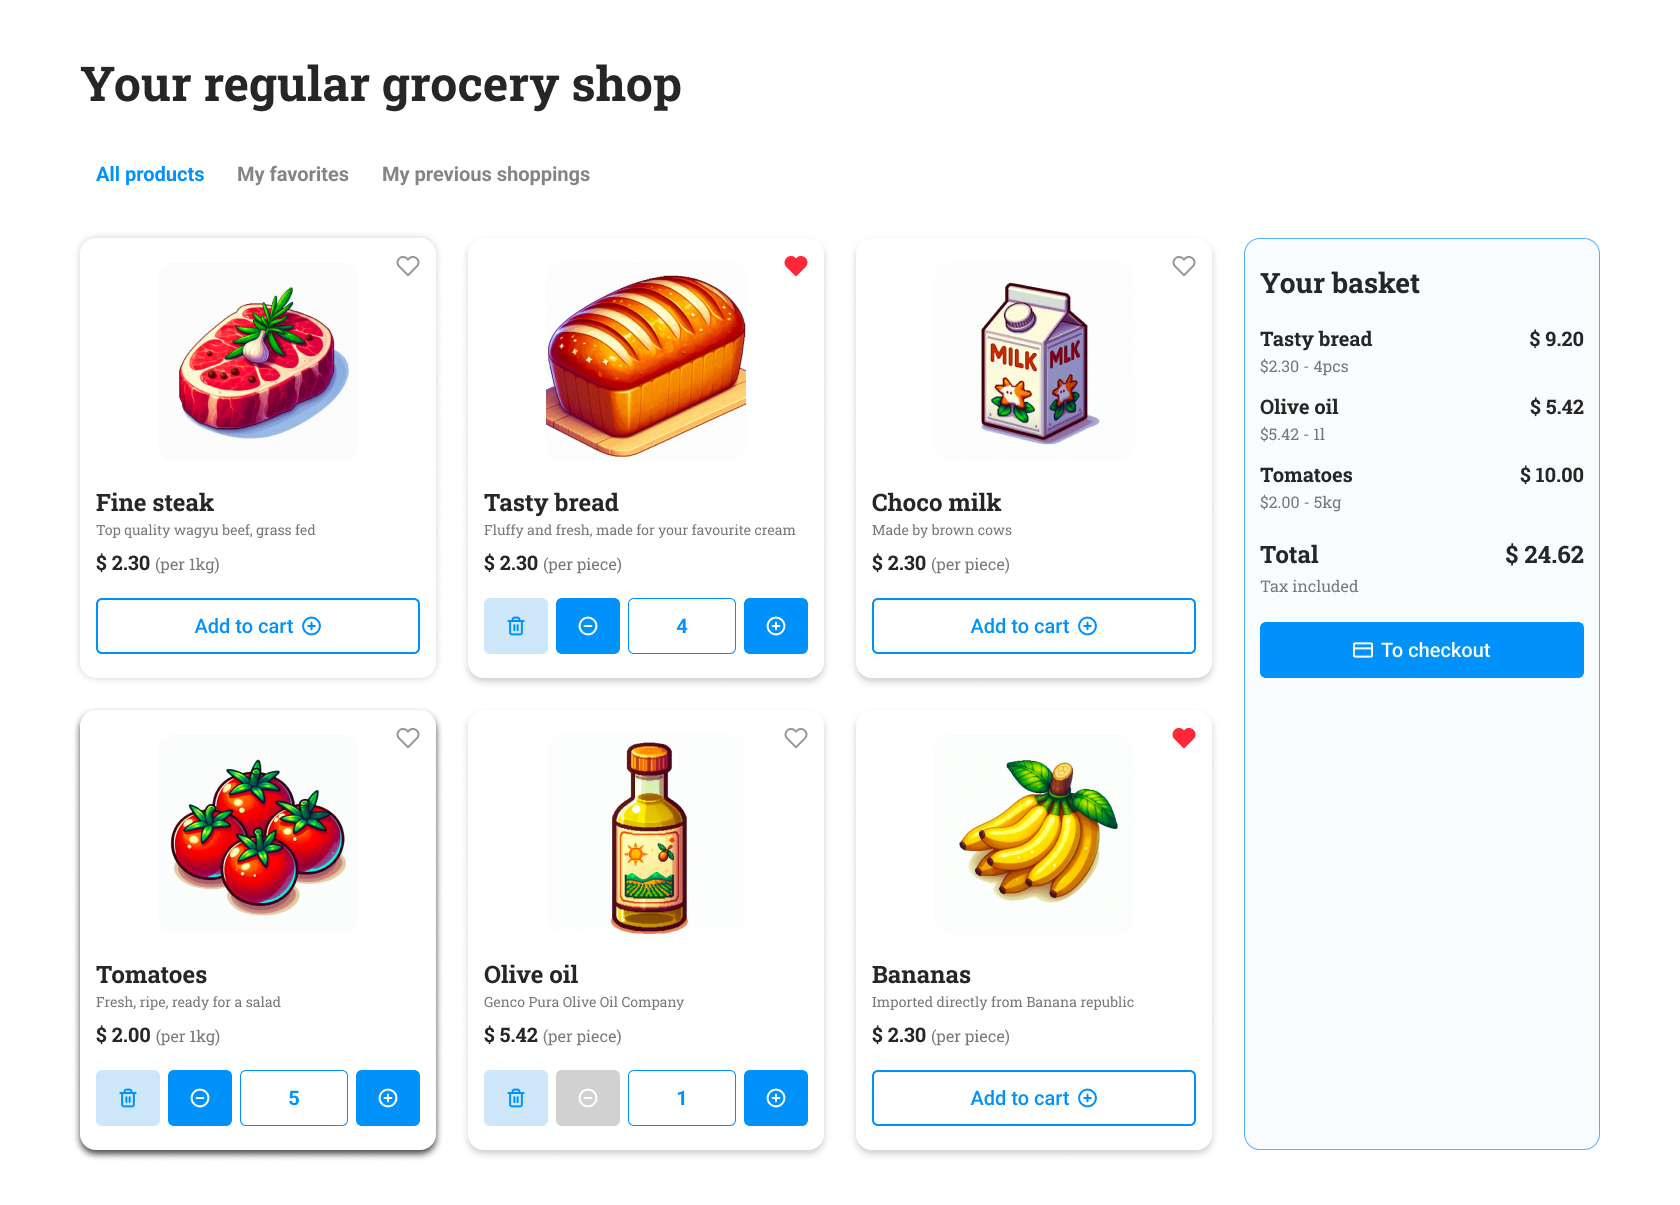 Your regular grocery shop
All products
My favorites
My previous shoppings
Fine steak
Top quality wagyu beef, grass fed
$ 2.30 (per 1kg)
Add to cart
Tasty bread
Fluffy and fresh, made for your favourite cream
$ 2.30 (per piece)
4
MILK
MLK
Choco milk
Made by brown cows
$ 2.30 (per piece)
Add to cart
Tomatoes
Fresh, ripe, ready for a salad
$ 2.00 (per 1kg)
5
Olive oil
Genco Pura Olive Oil Company
$ 5.42 (per piece)
1
Bananas
Imported directly from Banana republic
$ 2.30 (per piece)
Add to cart
Your basket
Tasty bread $ 9.20
$2.30 - 4pcs
Olive oil $ 5.42
$5.42 - 1l
Tomatoes $ 10.00
$2.00 - 5kg
Total $ 24.62
Tax included
To checkout